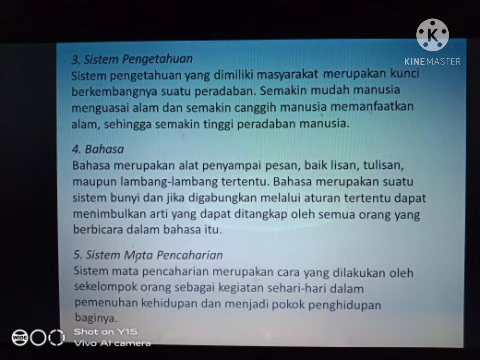 KINEMASTER
3. Sistem Pengetahuan
Sistem pengetahuan yang dimiliki masyarakat merupakan kunci
berkembangnya suatu peradaban. Semakin mudah manusia
menguasai alam dan semakin canggih manusia memanfaatkan
alam, sehingga semakin tinggi peradaban manusia.
4. Bahasa
Bahasa merupakan alat penyampai pesan, baik lisan, tulisan,
maupun lambang-lambang tertentu. Bahasa merupakan suatu
sistem bunyi dan jika digabungkan melalui aturan tertentu dapat
menimbulkan arti yang dapat ditangkap oleh semua orang yang
berbicara dalam bahasa itu.
5. Sistem Mata Pencaharian
Sistem mata pencaharian merupakan cara yang dilakukan oleh
sekelompok orang sebagai kegiatan sehari-hari dalam
pemenuhan kehidupan dan menjadi pokok penghidupan
baginya.
WIDE
Shot on Y15
Vivo AI camera